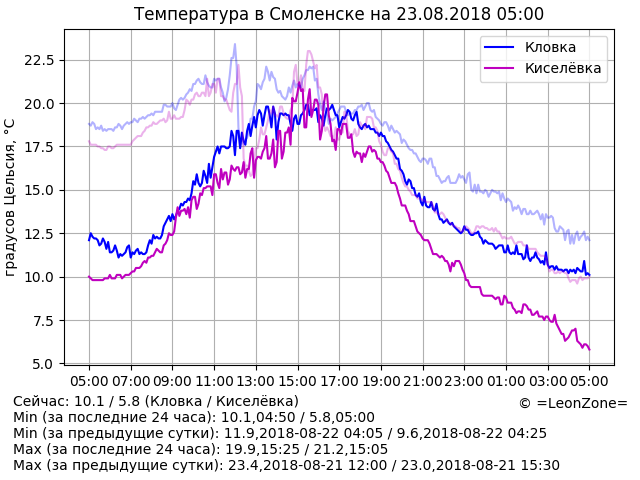 Температура в Смоленске на 23.08.2018 05:00
Кловка
Киселёвка
градусов Цельсия, °C
22.5
20.0
17.5
15.0
12.5
10.0
7.5
5.0
05:00 07:00 09:00 11:00 13:00 15:00 17:00 19:00 21:00 23:00 01:00 03:00 05:00
Сейчас: 10.1 / 5.8 (Кловка / Киселёвка)
© =LeonZone=
Min (за последние 24 часа): 10.1,04:50 / 5.8,05:00
Min (за предыдущие сутки): 11.9,2018-08-22 04:05 / 9.6,2018-08-22 04:25
Max (за последние 24 часа): 19.9,15:25 / 21.2,15:05
Max (за предыдущие сутки): 23.4,2018-08-21 12:00 / 23.0,2018-08-21 15:30